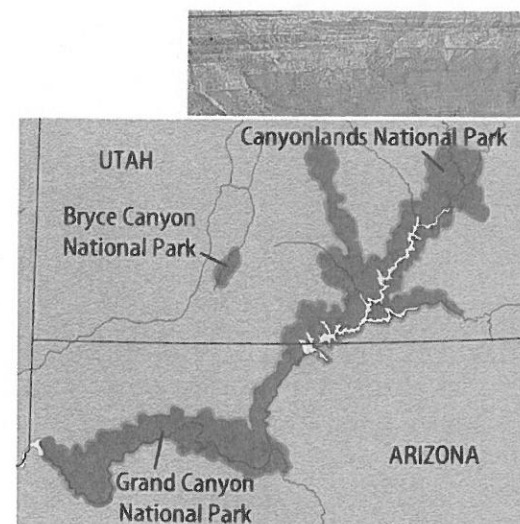 Canyonlands National Park
UTAH
Bryce Canyon
National Park
ARIZONA
Grand Canyon
National Park